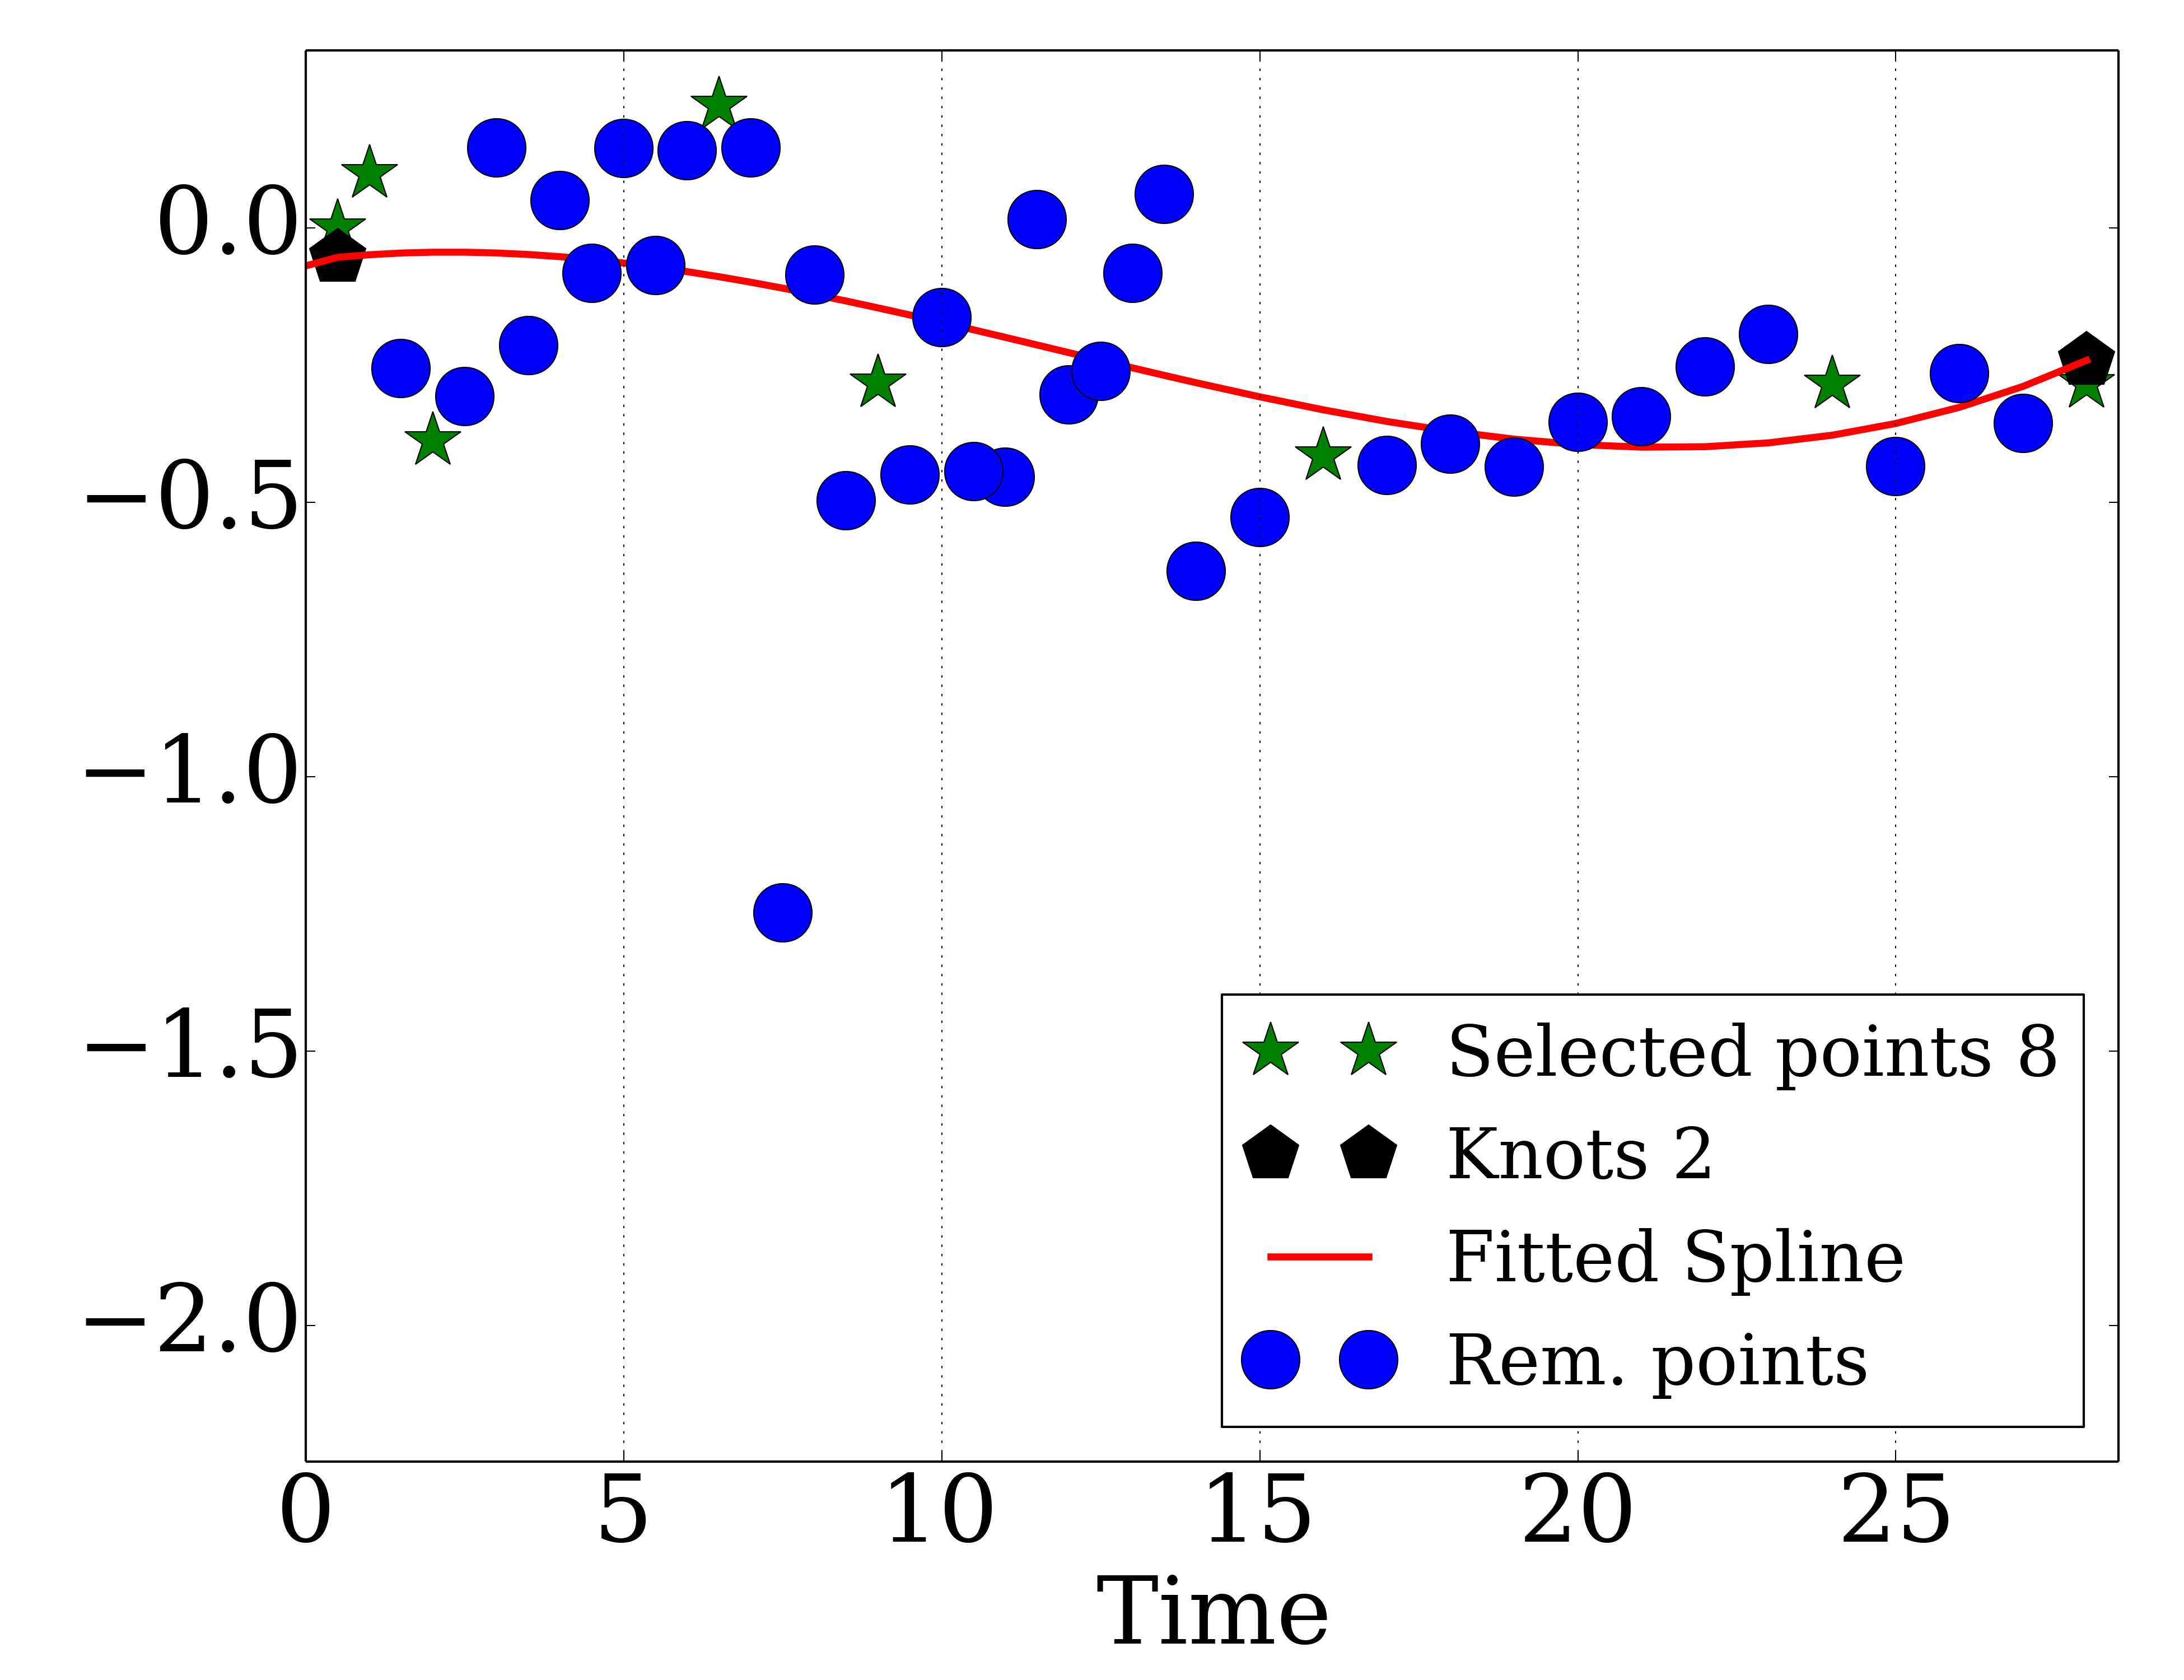 0.0
−0.5
−1.0
−1.5
−2.0
Selected points 8
Knots 2
Fitted Spline
Rem. points
0 5 10 15 20 25
Time